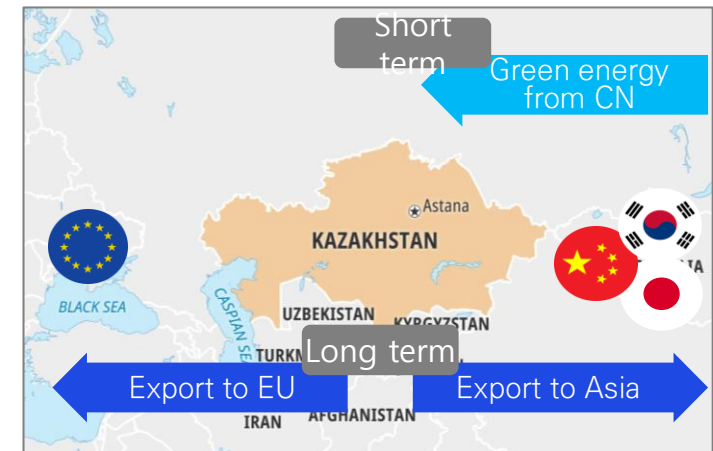 Short
term
Green energy
from CN
Astana
KAZAKHSTAN
BLACK SEA
CASPIAN SEA
UZBEKISTAN
KYRGYZSTAN
Long term
Export to EU
Export to Asia
IRAN
AFGHANISTAN